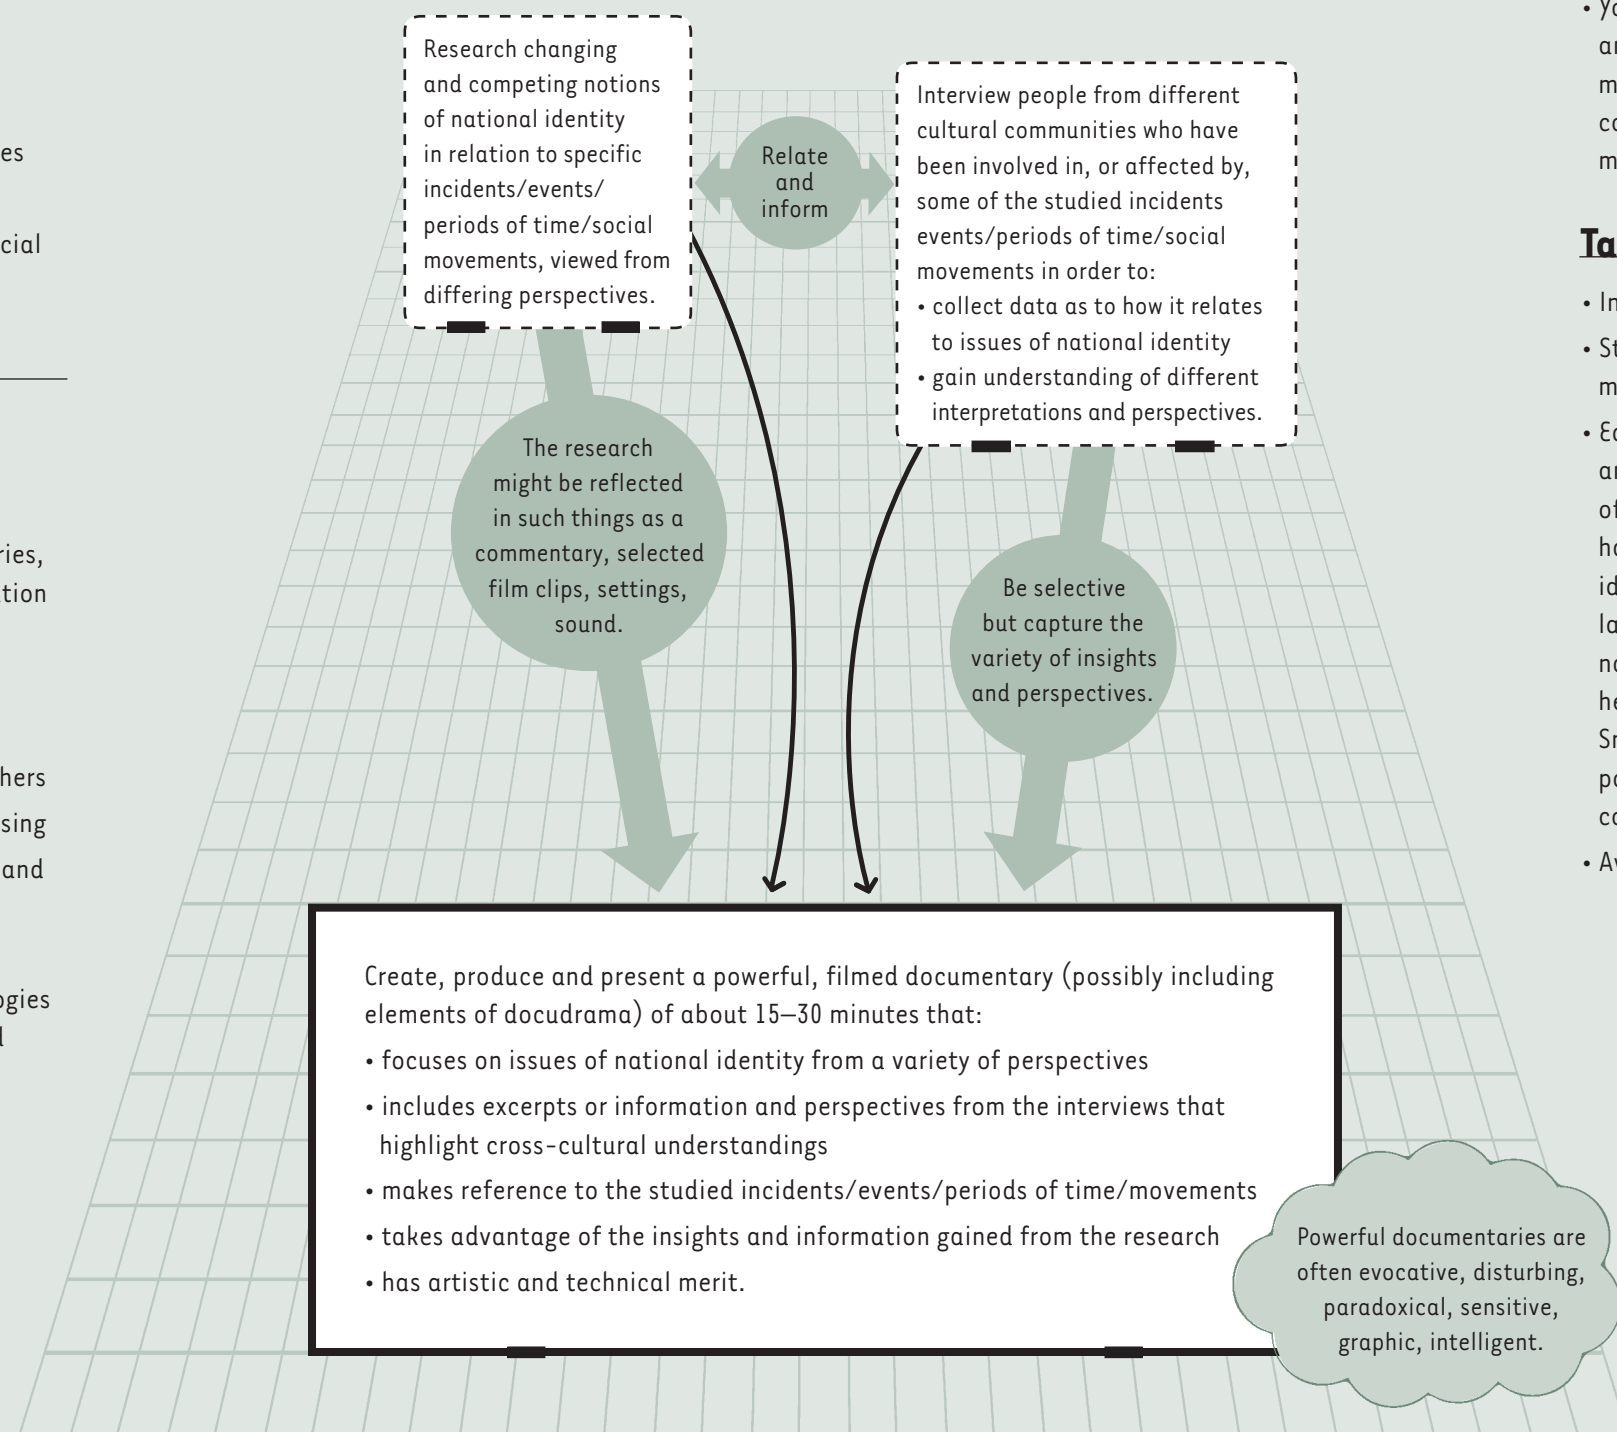 es
cial
ries,
tion
hers
sing
and
ogies
Research changing
and competing notions
of national identity
in relation to specific
incidents/events/
periods of time/social
movements, viewed from
differing perspectives.
Relate
and
inform
Interview people from different
cultural communities who have
been involved in, or affected by,
some of the studied incidents
events/periods of time/social
movements in order to:
• collect data as to how it relates
to issues of national identity
• gain understanding of different
interpretations and perspectives.
The research
might be reflected
in such things as a
commentary, selected
film clips, settings,
sound.
Be selective
but capture the
variety of insights
and perspectives.
Create, produce and present a powerful, filmed documentary (possibly including
elements of docudrama) of about 15–30 minutes that:
• focuses on issues of national identity from a variety of perspectives
• includes excerpts or information and perspectives from the interviews that
highlight cross-cultural understandings
• makes reference to the studied incidents/events/periods of time/movements
• takes advantage of the insights and information gained from the research
• has artistic and technical merit.
Powerful documentaries are
often evocative, disturbing,
paradoxical, sensitive,
graphic, intelligent.
Ta